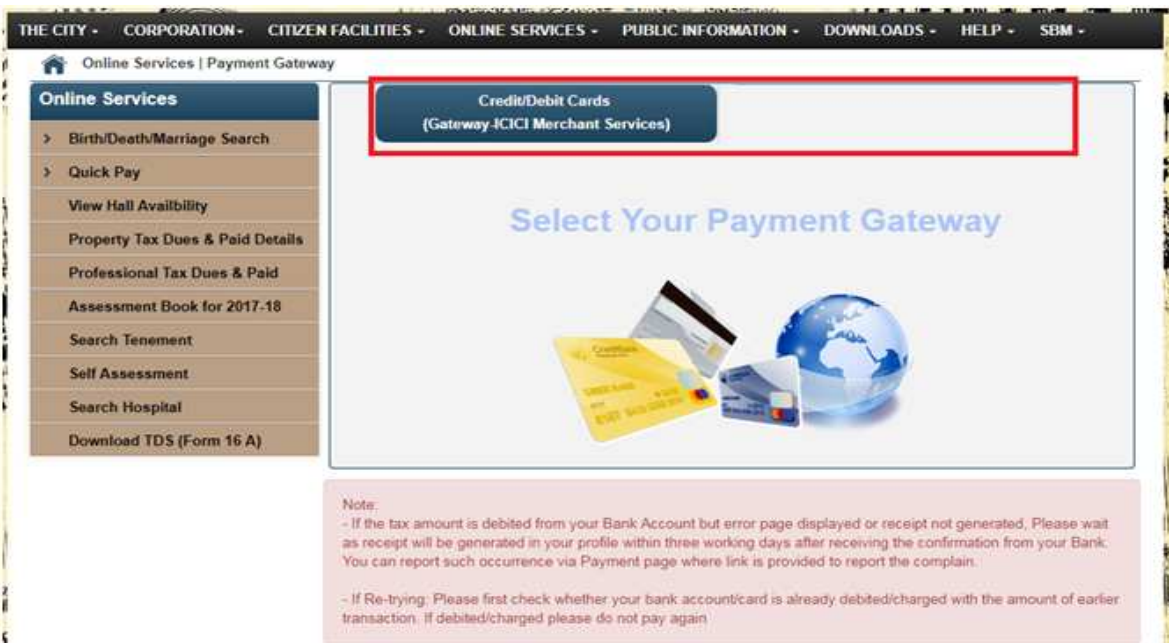 THE CITY - CORPORATION- CITIZEN FACILITIES - ONLINE SERVICES - PUBLIC INFORMATION - DOWNLOADS - HELP - SBM -
Online Services | Payment Gateway
Online Services
> Birth/Death/Marriage Search
> Quick Pay
View Hall Availbility
Property Tax Dues & Paid Details
Professional Tax Dues & Paid
Assessment Book for 2017-18
Search Tenement
Self Assessment
Search Hospital
Download TDS (Form 16 A)
Credit/Debit Cards
(Gateway-ICICI Merchant Services)
Select Your Payment Gateway
Note:
- If the tax amount is debited from your Bank Account but error page displayed or receipt not generated, Please wait
as receipt will be generated in your profile within three working days after receiving the confirmation from your Bank.
You can report such occurrence via Payment page where link is provided to report the complain.
- If Re-trying: Please first check whether your bank account/card is already debited/charged with the amount of earlier
transaction. If debited/charged please do not pay again